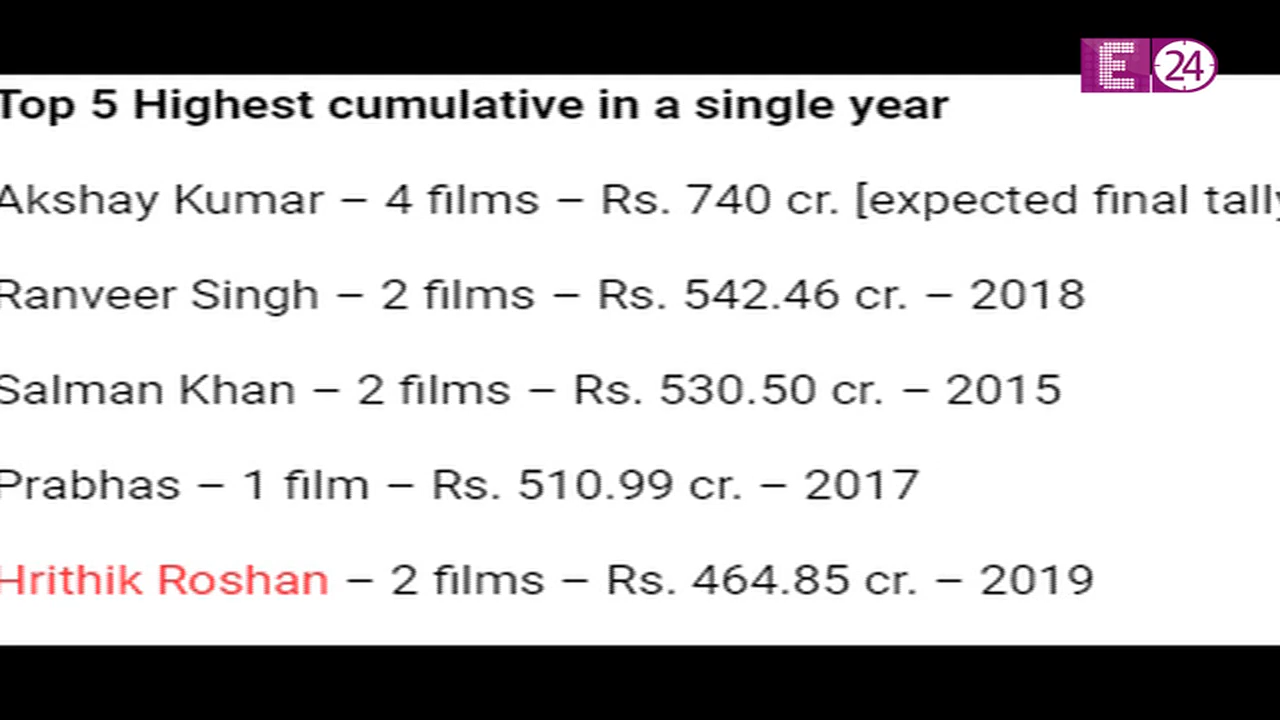 E 24
Top 5 Highest cumulative in a single year
Akshay Kumar – 4 films – Rs. 740 cr. [expected final tally
Ranveer Singh – 2 films – Rs. 542.46 cr. – 2018
Salman Khan – 2 films – Rs. 530.50 cr. – 2015
Prabhas – 1 film – Rs. 510.99 cr. – 2017
Hrithik Roshan – 2 films – Rs. 464.85 cr. – 2019